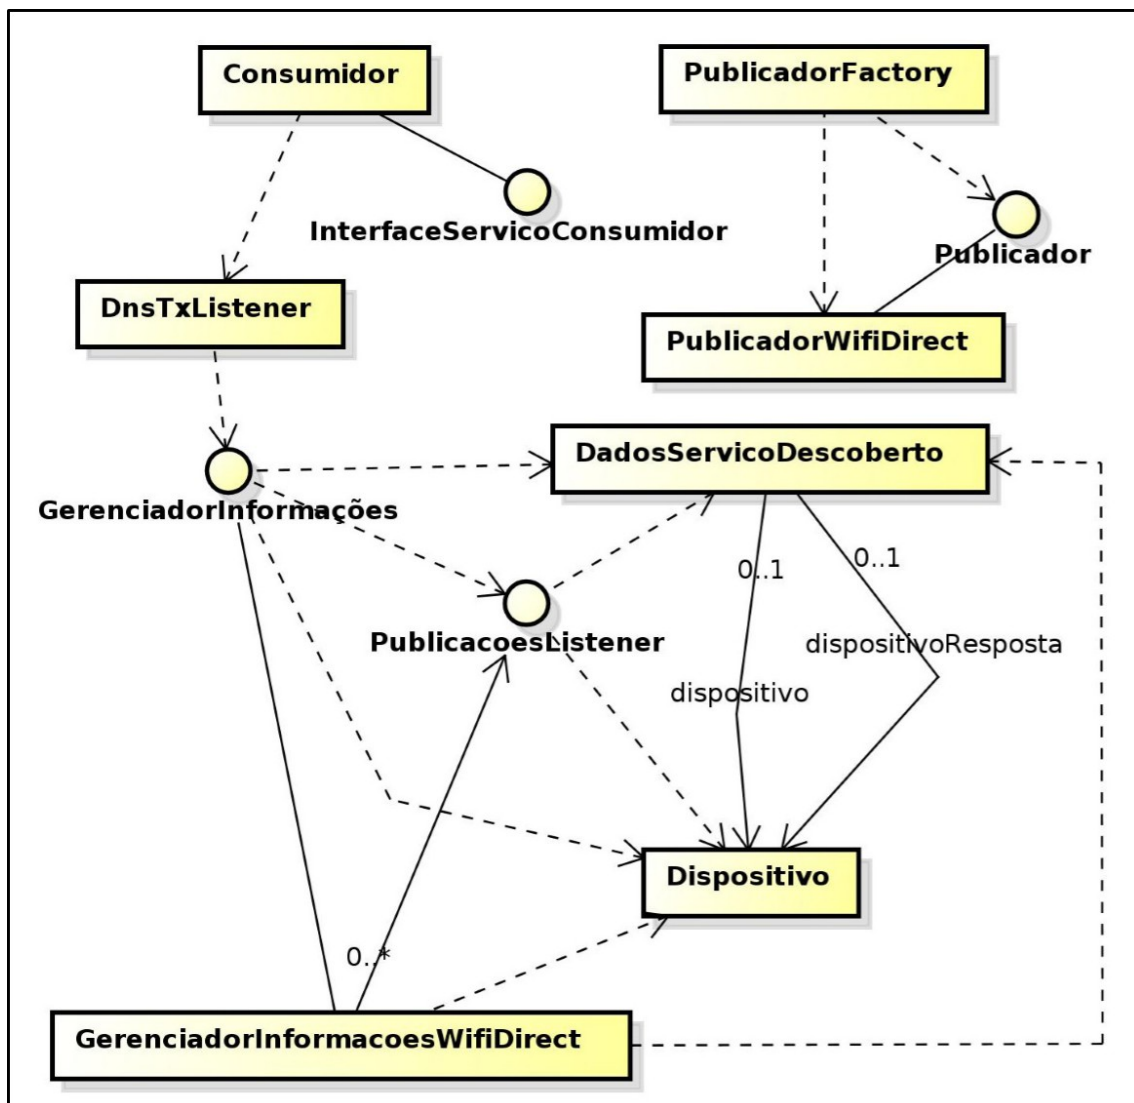 Consumidor
PublicadorFactory
InterfaceServicoConsumidor
Publicador
DnsTxListener
PublicadorWifiDirect
DadosServicoDescoberto
GerenciadorInformações
0..1
0..1
PublicacoesListener
dispositivoResposta
dispositivo
Dispositivo
0..*
GerenciadorInformacoesWifiDirect